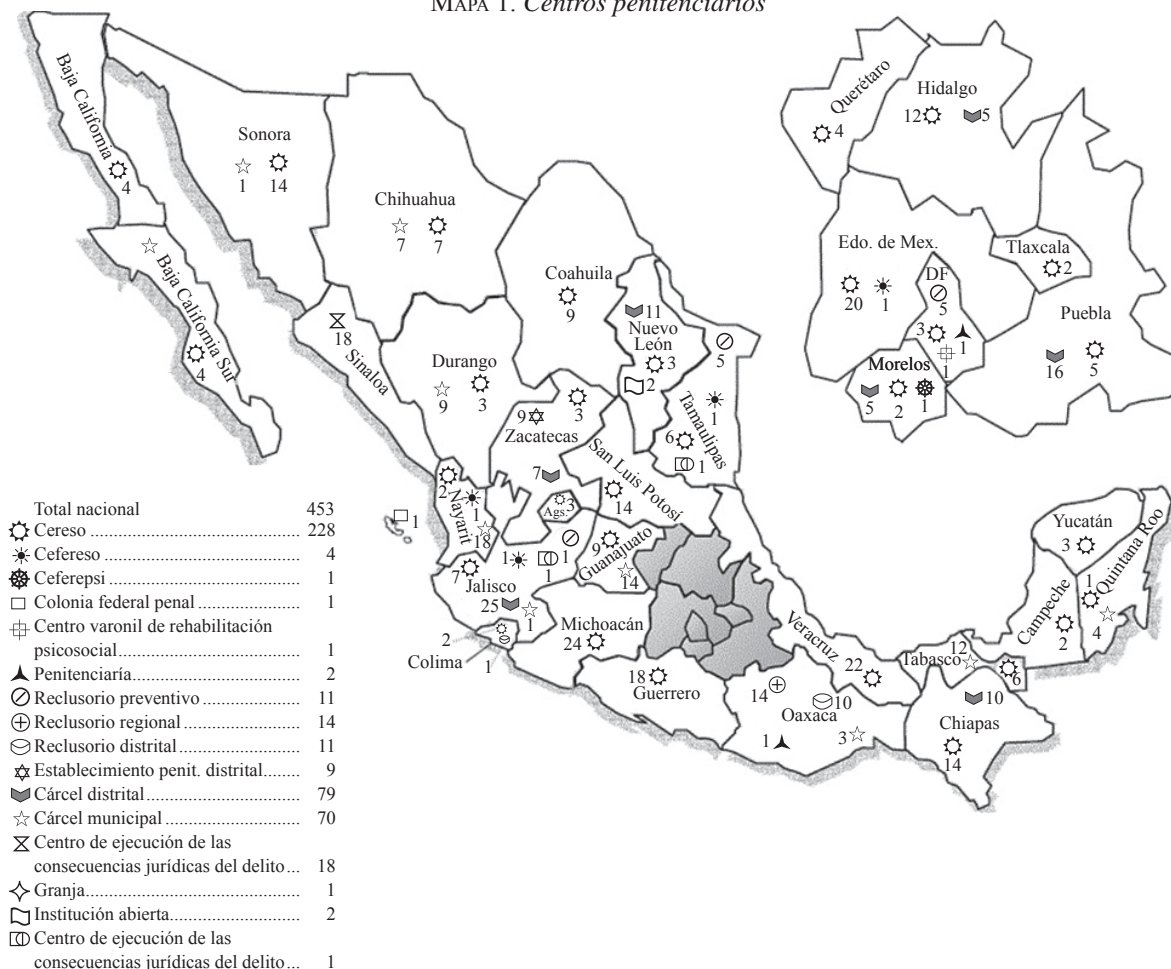 MAPA 1. Centros penitenciarios
Baja California
4
Sonora
1 14
Chihuahua
7 7
Coahuila
9
11
Nuevo
León
3
2
5
1
Tamaulipas
6
1
Baja California Sur
4
18
Sinaloa
Durango
9 3
9
3
Zacatecas
7
San Luis Potosí
14
Ags.
3
2
1
Nayarit
18
1
1
1
1
7
Jalisco
25
1
9
Guanajuato
14
2
Colima
1
Michoacán
24
18
Guerrero
Veracruz
22
14
10
Oaxaca
1
3
Tabasco
12
6
10
Chiapas
14
Campeche
2
Yucatán
3
Quintana Roo
1
4
Querétaro
4
Hidalgo
12 5
Edo. de Mex.
20 1
DF
5
3
1
1
Tlaxcala
2
Puebla
16 5
Morelos
5 2 1
Total nacional 453
Cereso 228
Cefereso 4
Ceferepsi 1
Colonia federal penal 1
Centro varonil de rehabilitación
psicosocial 1
Penitenciaría 2
Reclusorio preventivo 11
Reclusorio regional 14
Reclusorio distrital 11
Establecimiento penit. distrital 9
Cárcel distrital 79
Cárcel municipal 70
Centro de ejecución de las
consecuencias jurídicas del delito... 18
Granja 1
Institución abierta 2
Centro de ejecución de las
consecuencias jurídicas del delito... 1